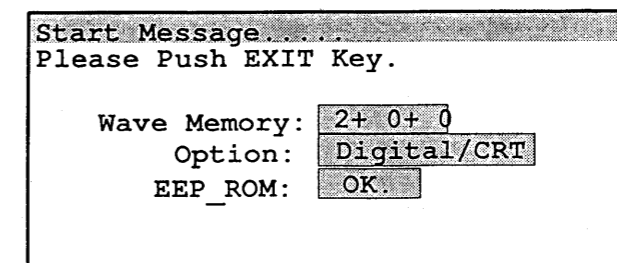 Start Message.....
Please Push EXIT Key.
Wave Memory: 2+ 0+ 0
Option: Digital/CRT
EEP_ROM: OK.